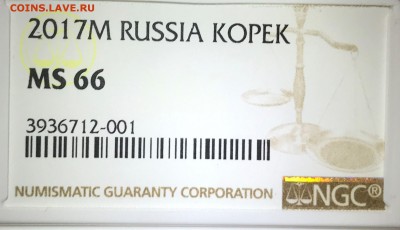 COINS.LAVE.RU
2017M RUSSIA KOPEK
MS 66
3936712-001
NUMISMATIC GUARANTY CORPORATION NGC®